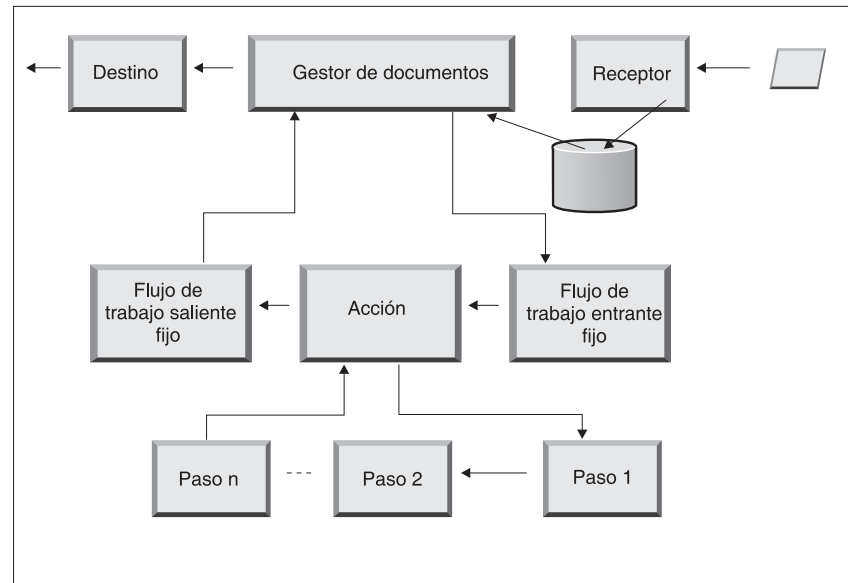 Destino
Gestor de documentos
Receptor
Flujo de
trabajo saliente
fijo
Acción
Flujo de
trabajo entrante
fijo
Paso n
Paso 2
Paso 1